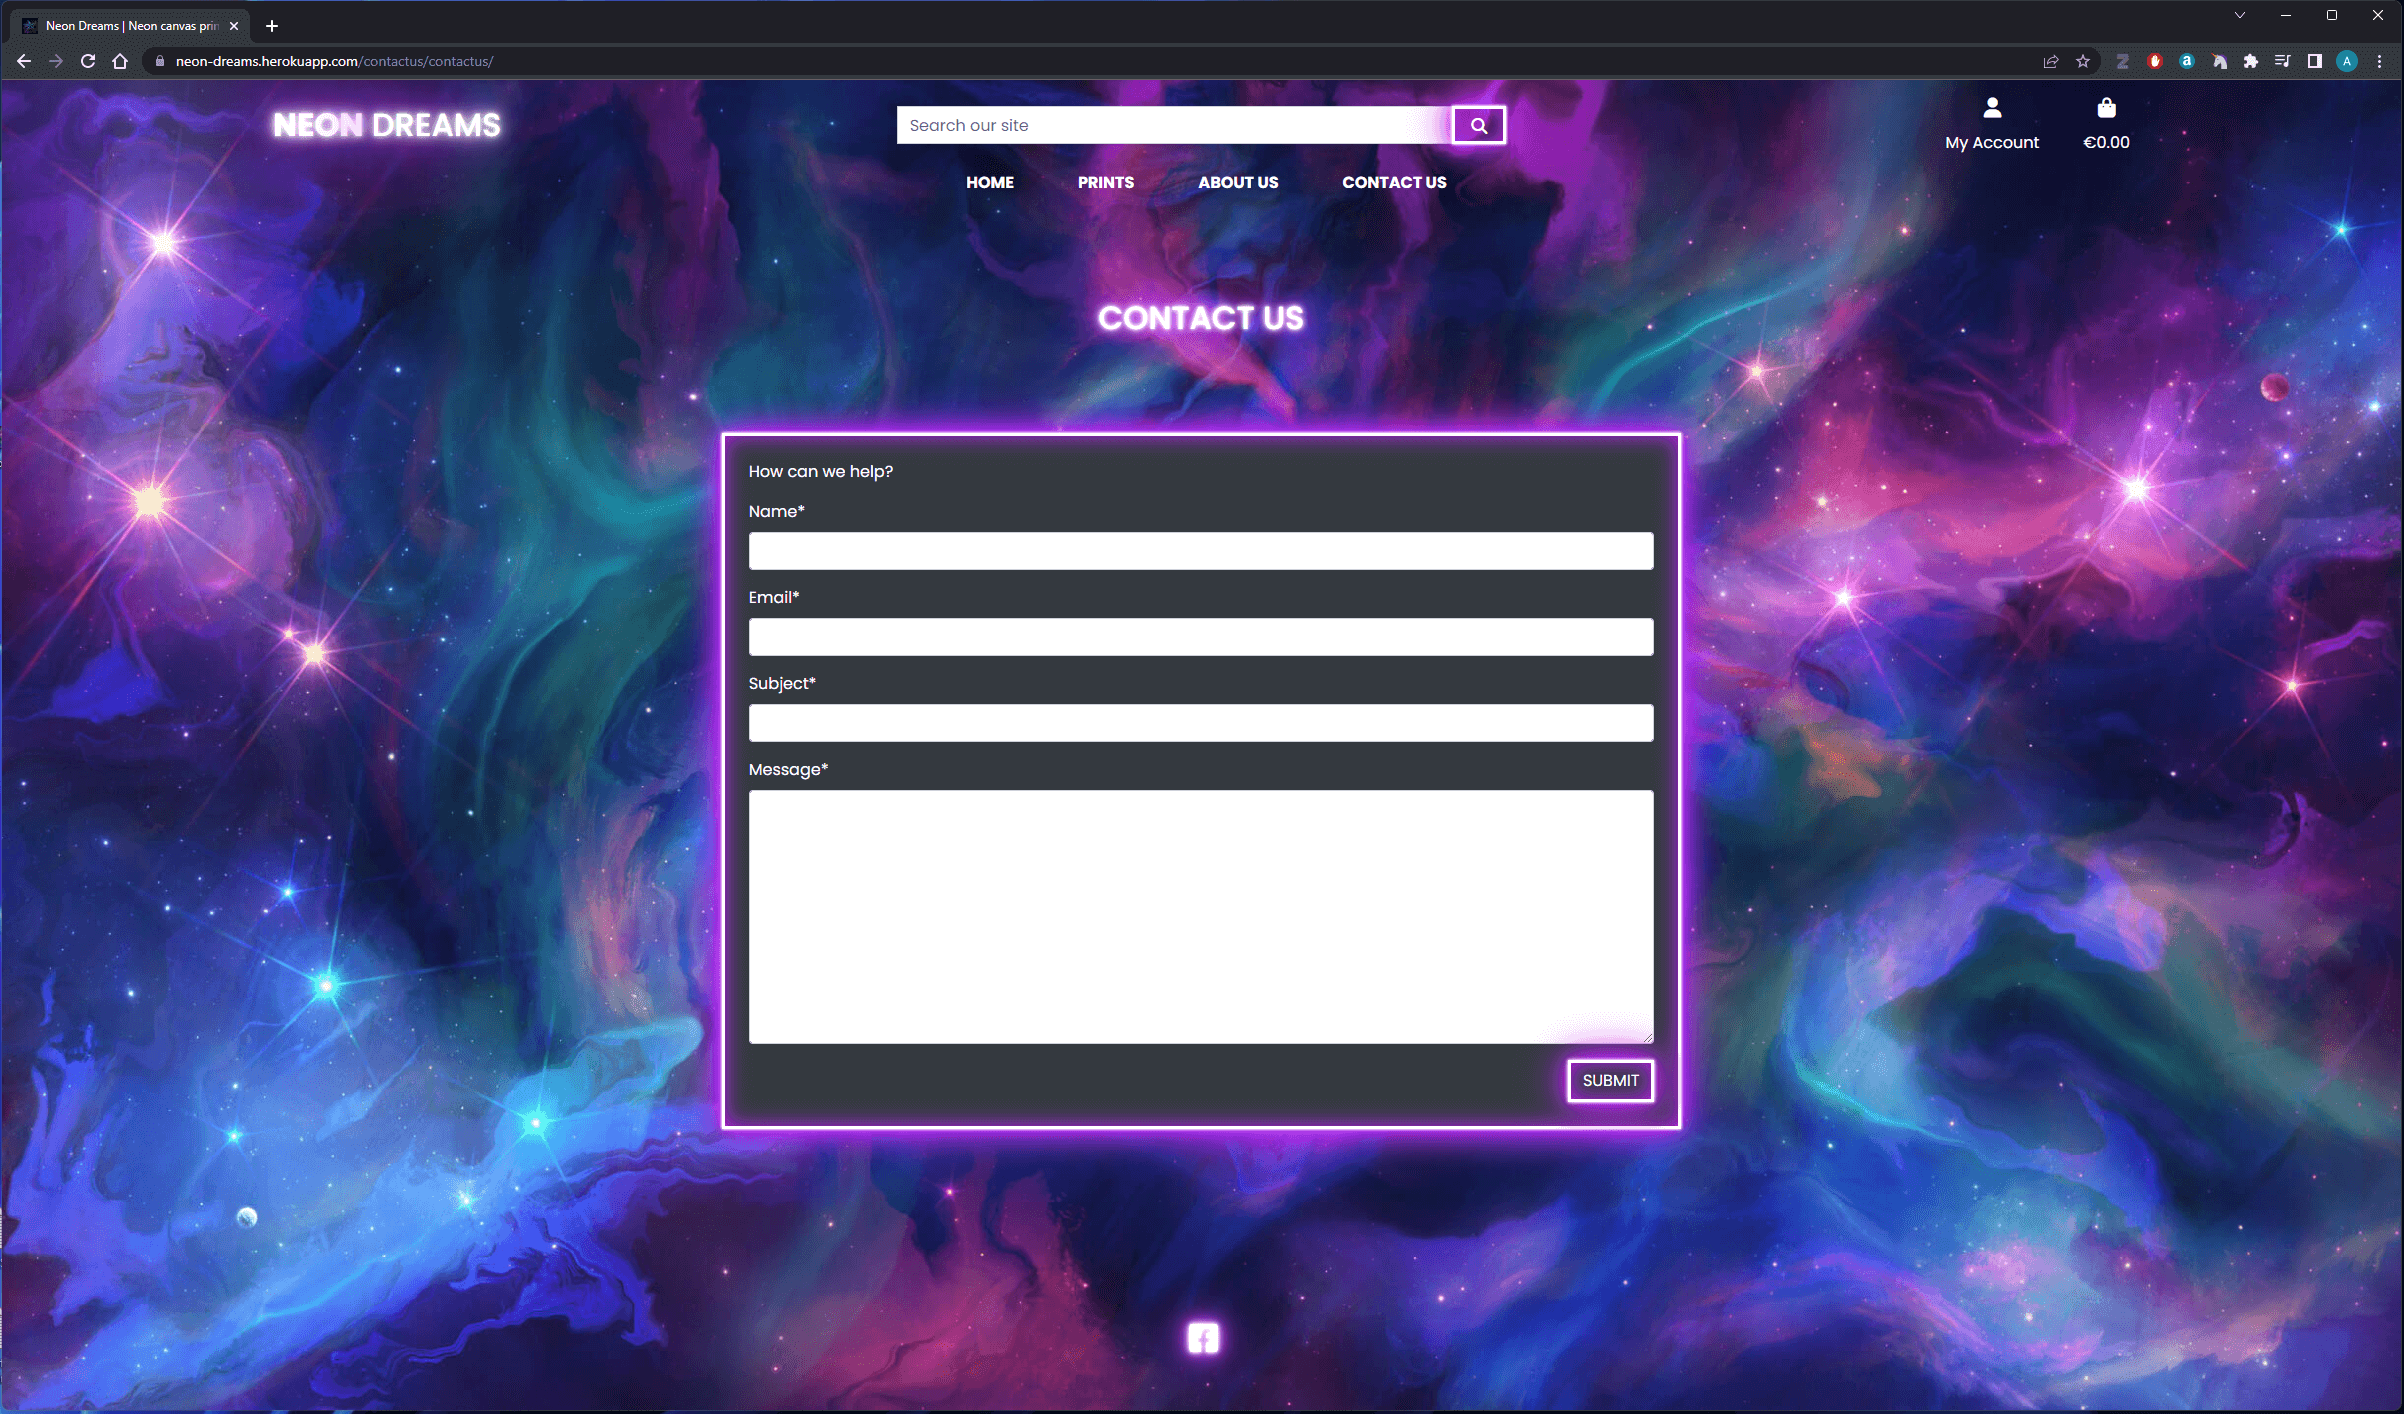 Neon Dreams | Neon canvas prin
neon-dreams.herokuapp.com/contactus/contactus/
A
NEON DREAMS
Search our site
My Account
€0.00
HOME
PRINTS
ABOUT US
CONTACT US
CONTACT US
How can we help?
Name*
Email*
Subject*
Message*
SUBMIT